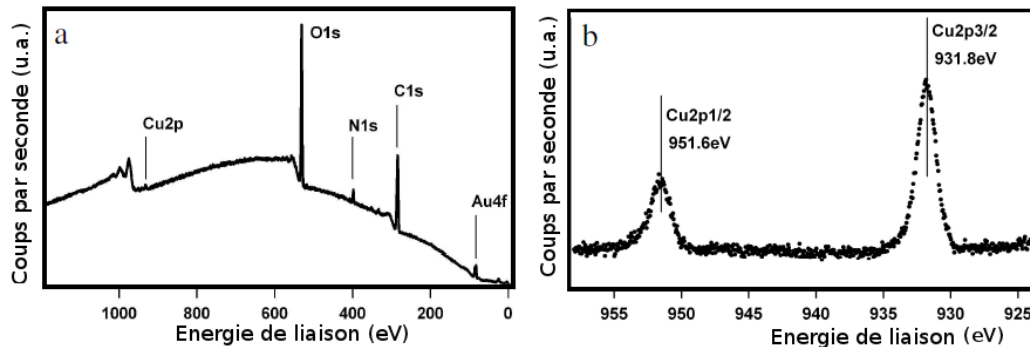 a
O1s
C1s
N1s
Cu2p
Au4f
Coups par seconde (u.a.)
1000 800 600 400 200 0
Energie de liaison (eV)
b
Cu2p3/2
931.8eV
Cu2p1/2
951.6eV
Coups par seconde (u.a.)
955 950 945 940 935 930 925
Energie de liaison (eV)